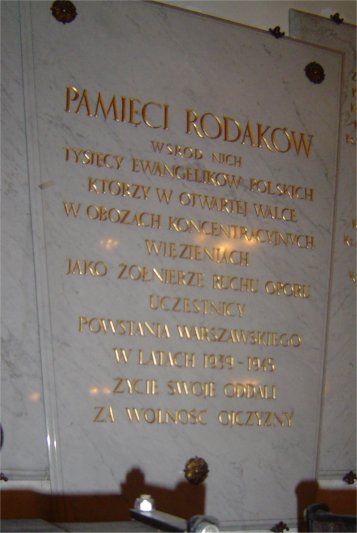 PAMIĘCI RODAKÓW
WŚRÓD NICH
TYSIĘCY EWANGELIKÓW POLSKICH
KTÓRZY W OTWARTEJ WALCE
W OBOZACH KONCENTRACYJNYCH
WIĘZIENIACH
JAKO ŻOŁNIERZE RUCHU OPORU
UCZESTNICY
POWSTANIA WARSZAWSKIEGO
W LATACH 1939-1945
ŻYCIE SWOJE ODDALI
ZA WOLNOŚĆ OJCZYZNY